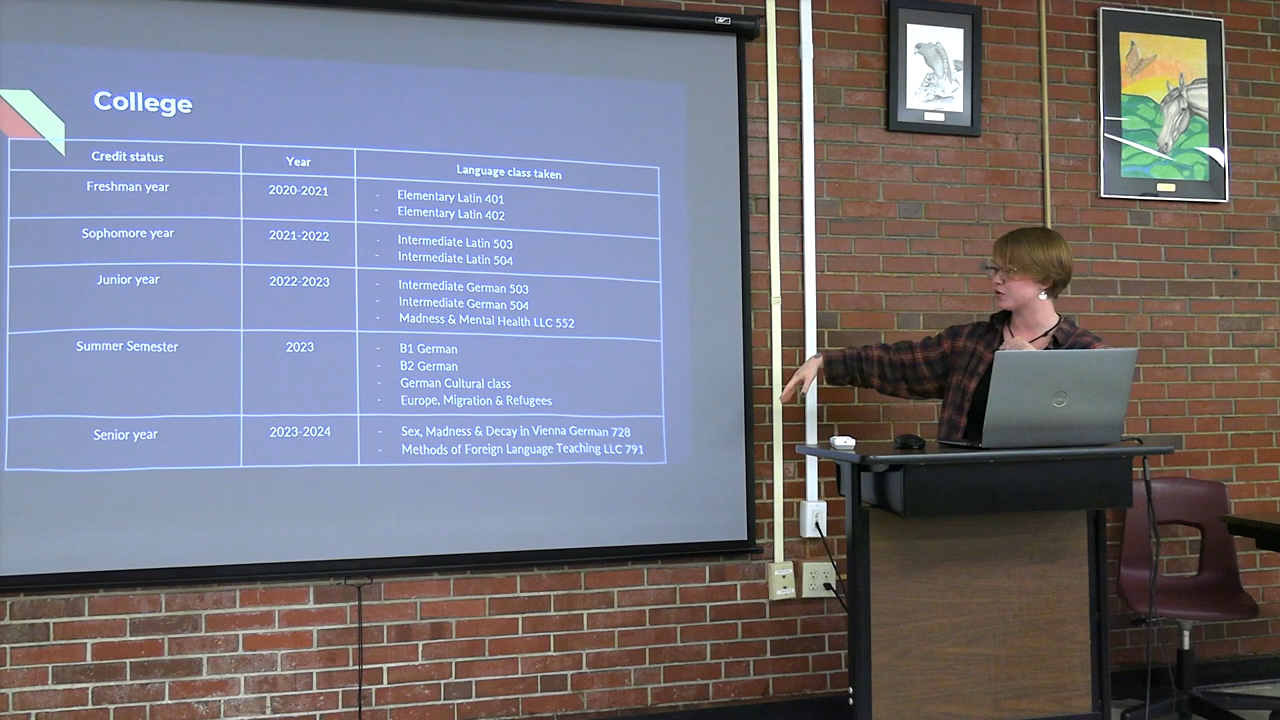 College
Credit status Year Language class taken
Freshman year 2020-2021 - Elementary Latin 401
- Elementary Latin 402
Sophomore year 2021-2022 - Intermediate Latin 503
- Intermediate Latin 504
Junior year 2022-2023 - Intermediate German 503
- Intermediate German 504
- Madness & Mental Health LLC 552
Summer Semester 2023 - B1 German
- B2 German
- German Cultural class
- Europe, Migration & Refugees
Senior year 2023-2024 - Sex, Madness & Decay in Vienna German 728
- Methods of Foreign Language Teaching LLC 791